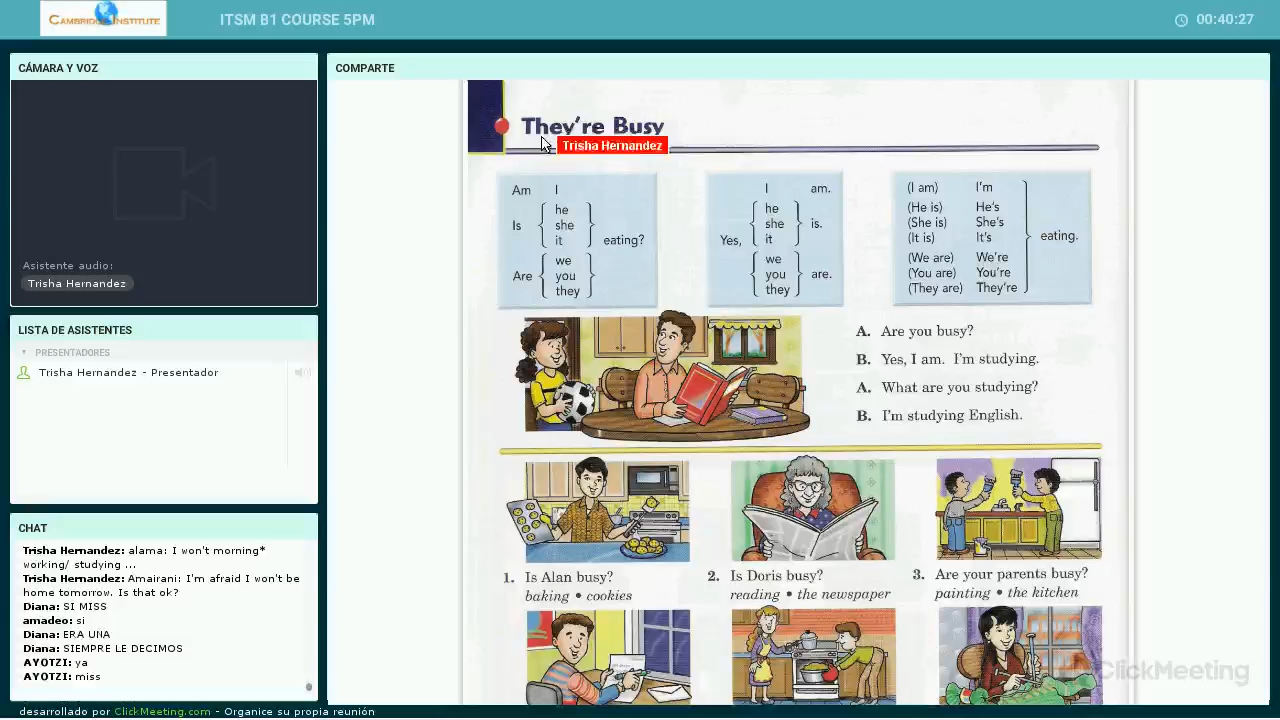 CAMBRIDGE INSTITUTE
ITSM B1 COURSE 5PM
00:40:27
CÁMARA Y VOZ
Asistente audio:
Trisha Hernandez
LISTA DE ASISTENTES
PRESENTADORES
Trisha Hernandez - Presentador
CHAT
Trisha Hernandez: alama: I won't morning*
working/ studying ...
Trisha Hernandez: Amairani: I'm afraid I won't be
home tomorrow. Is that ok?
Diana: SI MISS
amadeo: si
Diana: ERA UNA
Diana: SIEMPRE LE DECIMOS
AYOTZI: ya
AYOTZI: miss
COMPARTE
They're Busy
Trisha Hernandez
Am I
Is he
she
it
eating?
Are we
you
they
I am.
Yes,
he
she
it
is.
we
you
they
are.
(I am) I'm
(He is) He's
(She is) She's
(It is) It's
eating.
(We are) We're
(You are) You're
(They are) They're
A. Are you busy?
B. Yes, I am. I'm studying.
A. What are you studying?
B. I'm studying English.
1. Is Alan busy?
baking • cookies
2. Is Doris busy?
reading • the newspaper
3. Are your parents busy?
painting • the kitchen
ClickMeeting
desarrollado por ClickMeeting.com - Organice su propia reunión